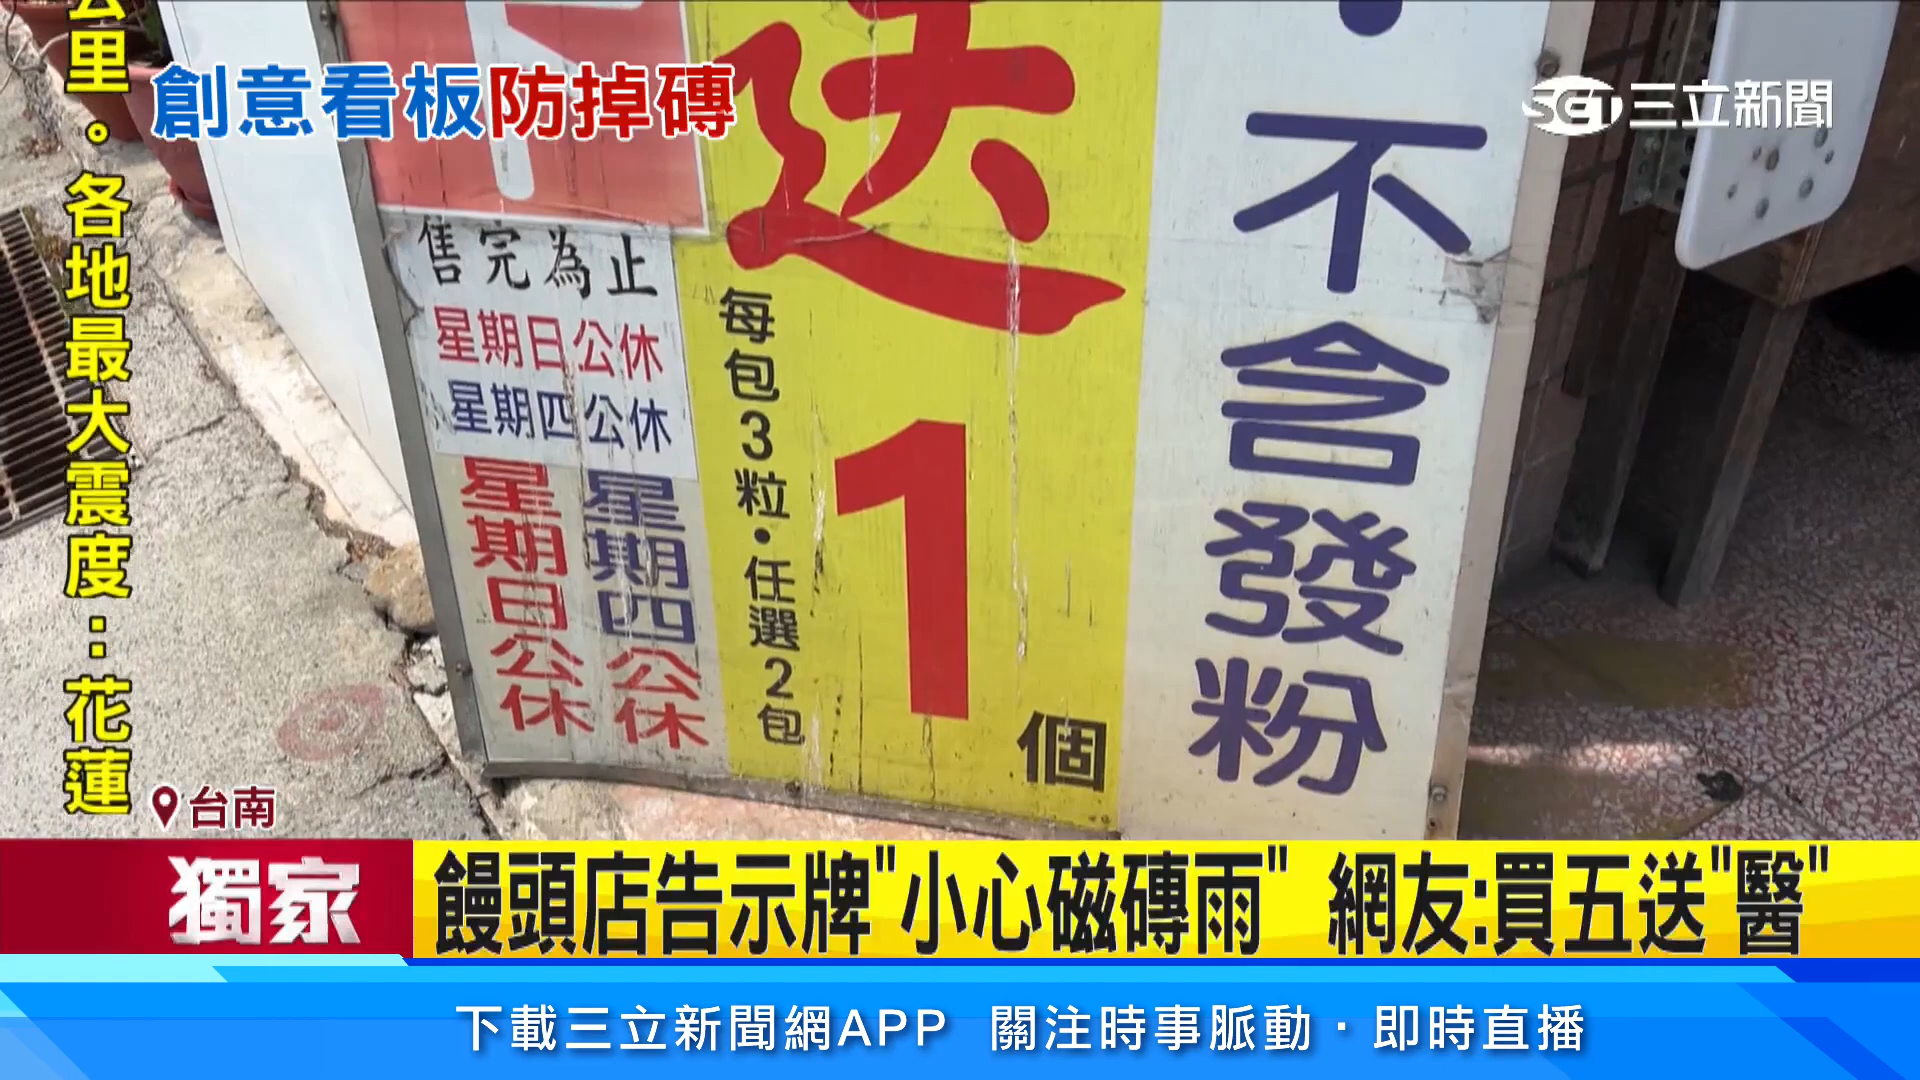 公里。各地最大震度：花蓮
創意看板防掉磚
SET三立新聞
送
1
個
每包3粒・任選2包
・不含發粉
售完為止
星期日公休
星期四公休
星期日公休
星期四公休
台南
獨家
饅頭店告示牌"小心磁磚雨" 網友:買五送"醫"
下載三立新聞網APP 關注時事脈動・即時直播